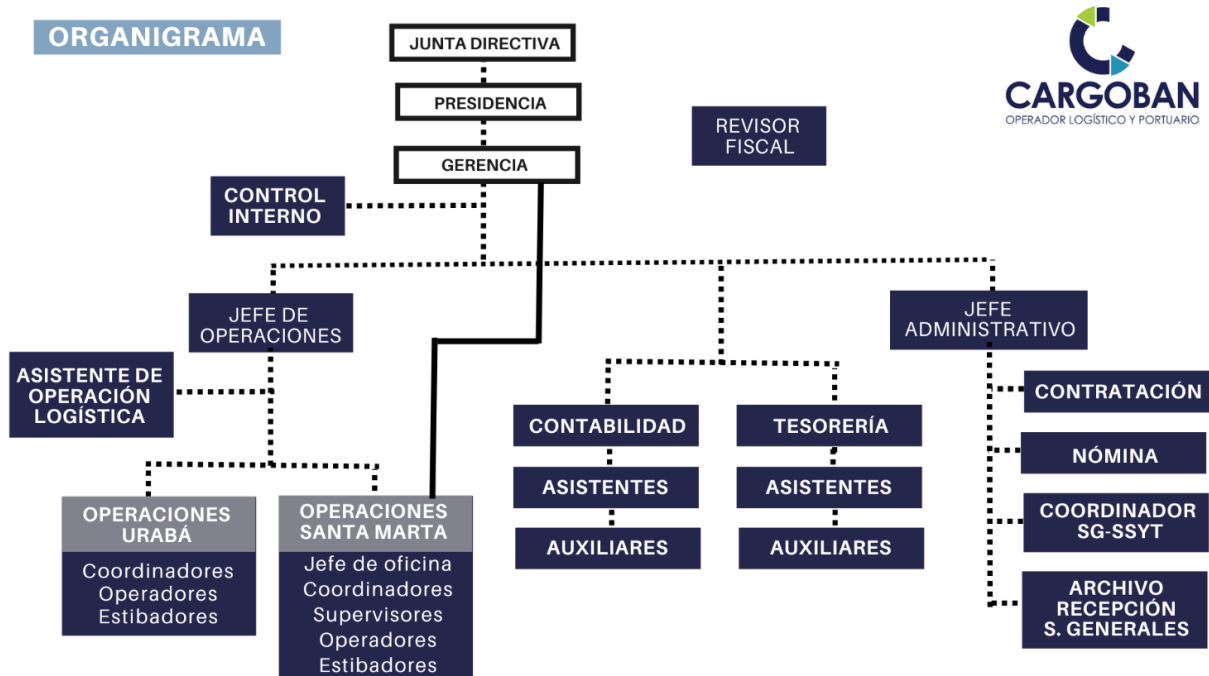 ORGANIGRAMA
JUNTA DIRECTIVA
PRESIDENCIA
GERENCIA
REVISOR
FISCAL
CARGOBAN
OPERADOR LOGÍSTICO Y PORTUARIO
CONTROL
INTERNO
JEFE DE
OPERACIONES
JEFE
ADMINISTRATIVO
ASISTENTE DE
OPERACIÓN
LOGÍSTICA
OPERACIONES
URABÁ
Coordinadores
Operadores
Estibadores
OPERACIONES
SANTA MARTA
Jefe de oficina
Coordinadores
Supervisores
Operadores
Estibadores
CONTABILIDAD
ASISTENTES
AUXILIARES
TESORERÍA
ASISTENTES
AUXILIARES
CONTRATACIÓN
NÓMINA
COORDINADOR
SG-SSYT
ARCHIVO
RECEPCIÓN
S. GENERALES